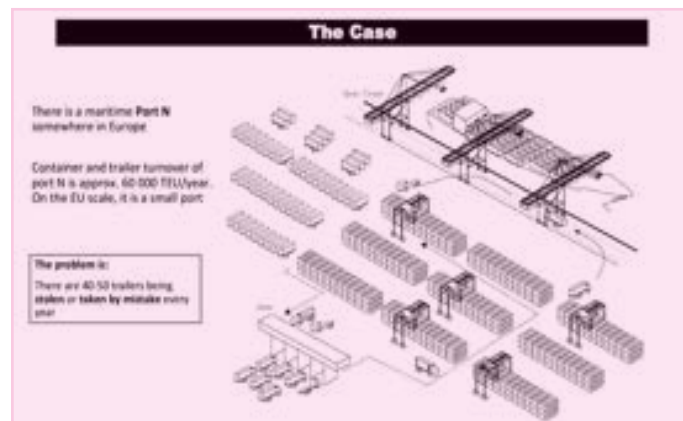 The Case
There is a maritime Port N
somewhere in Europe
Container and trailer turnover of
port N is approx. 60 000 TEU/year.
On the EU scale, it is a small port
The problem is:
There are 40-50 trailers being
stolen or taken by mistake every
year